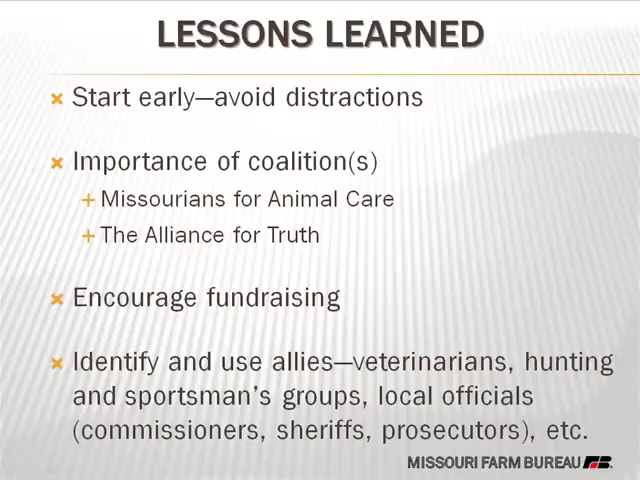 LESSONS LEARNED
Start early—avoid distractions
Importance of coalition(s)
Missourians for Animal Care
The Alliance for Truth
Encourage fundraising
Identify and use allies—veterinarians, hunting
and sportsman's groups, local officials
(commissioners, sheriffs, prosecutors), etc.
MISSOURI FARM BUREAU FB